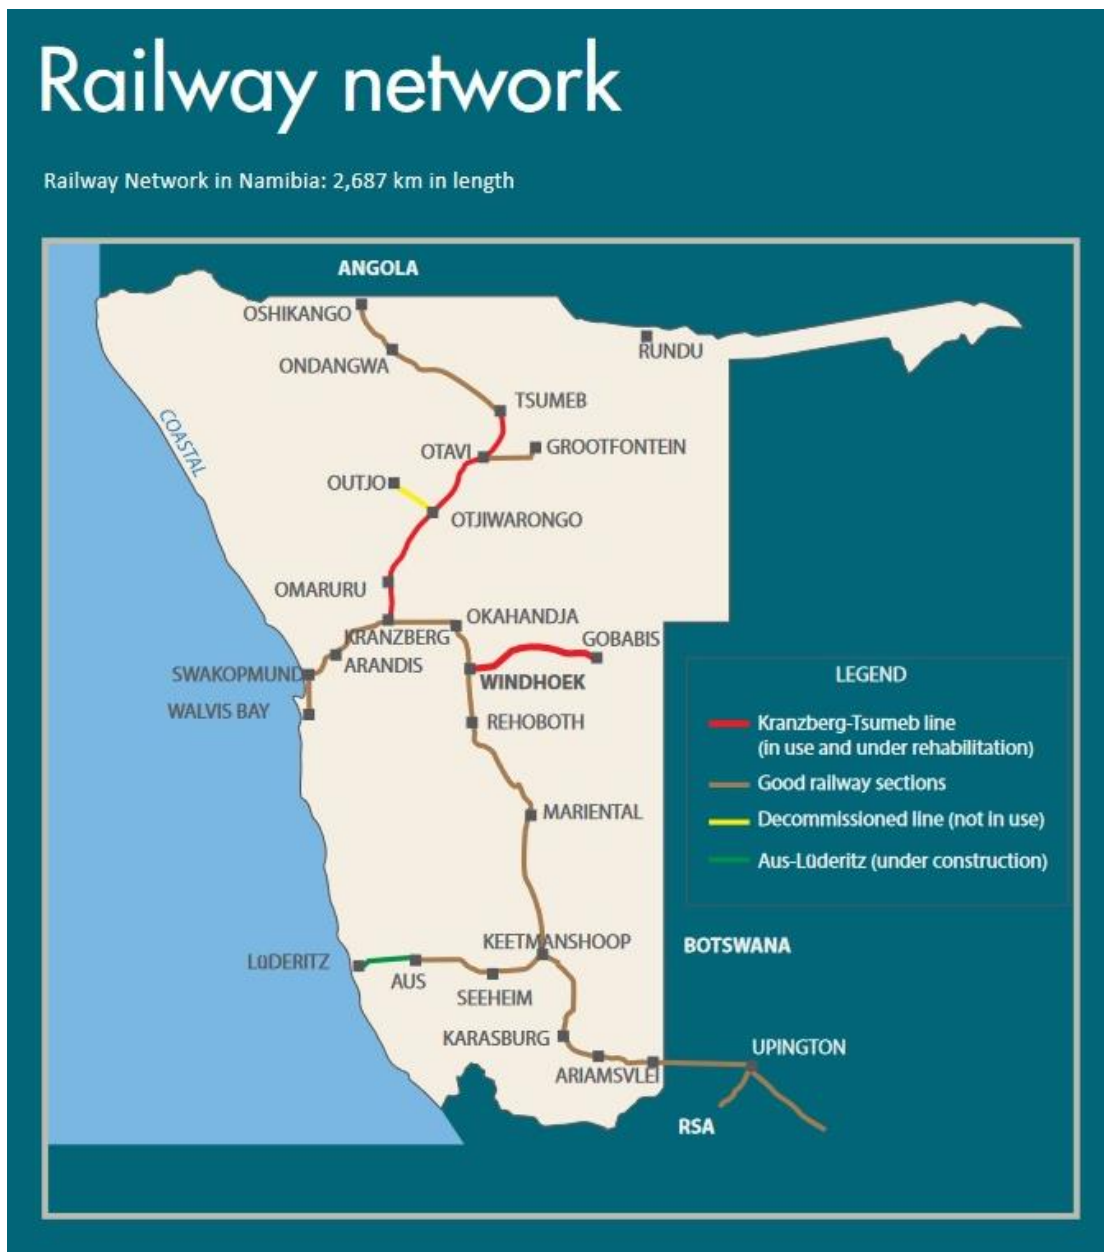 Railway network
Railway Network in Namibia: 2,687 km in length
ANGOLA
OSHIKANGO
RUNDU
ONDANGWA
TSUMEB
COASTAL
OTAVI
GROOTFONTEIN
OUTJO
OTJIWARONGO
OMARURU
OKAHANDJA
KRANZBERG
GOBABIS
ARANDIS
SWAKOPMUND
WINDHOEK
WALVIS BAY
REHOBOTH
LEGEND
Kranzberg-Tsumeb line
(in use and under rehabilitation)
Good railway sections
Decommissioned line (not in use)
Aus-Lüderitz (under construction)
MARIENTAL
KEETMANSHOOP
BOTSWANA
LüDERITZ
AUS
SEEHEIM
KARASBURG
UPINGTON
ARIAMSVLEI
RSA